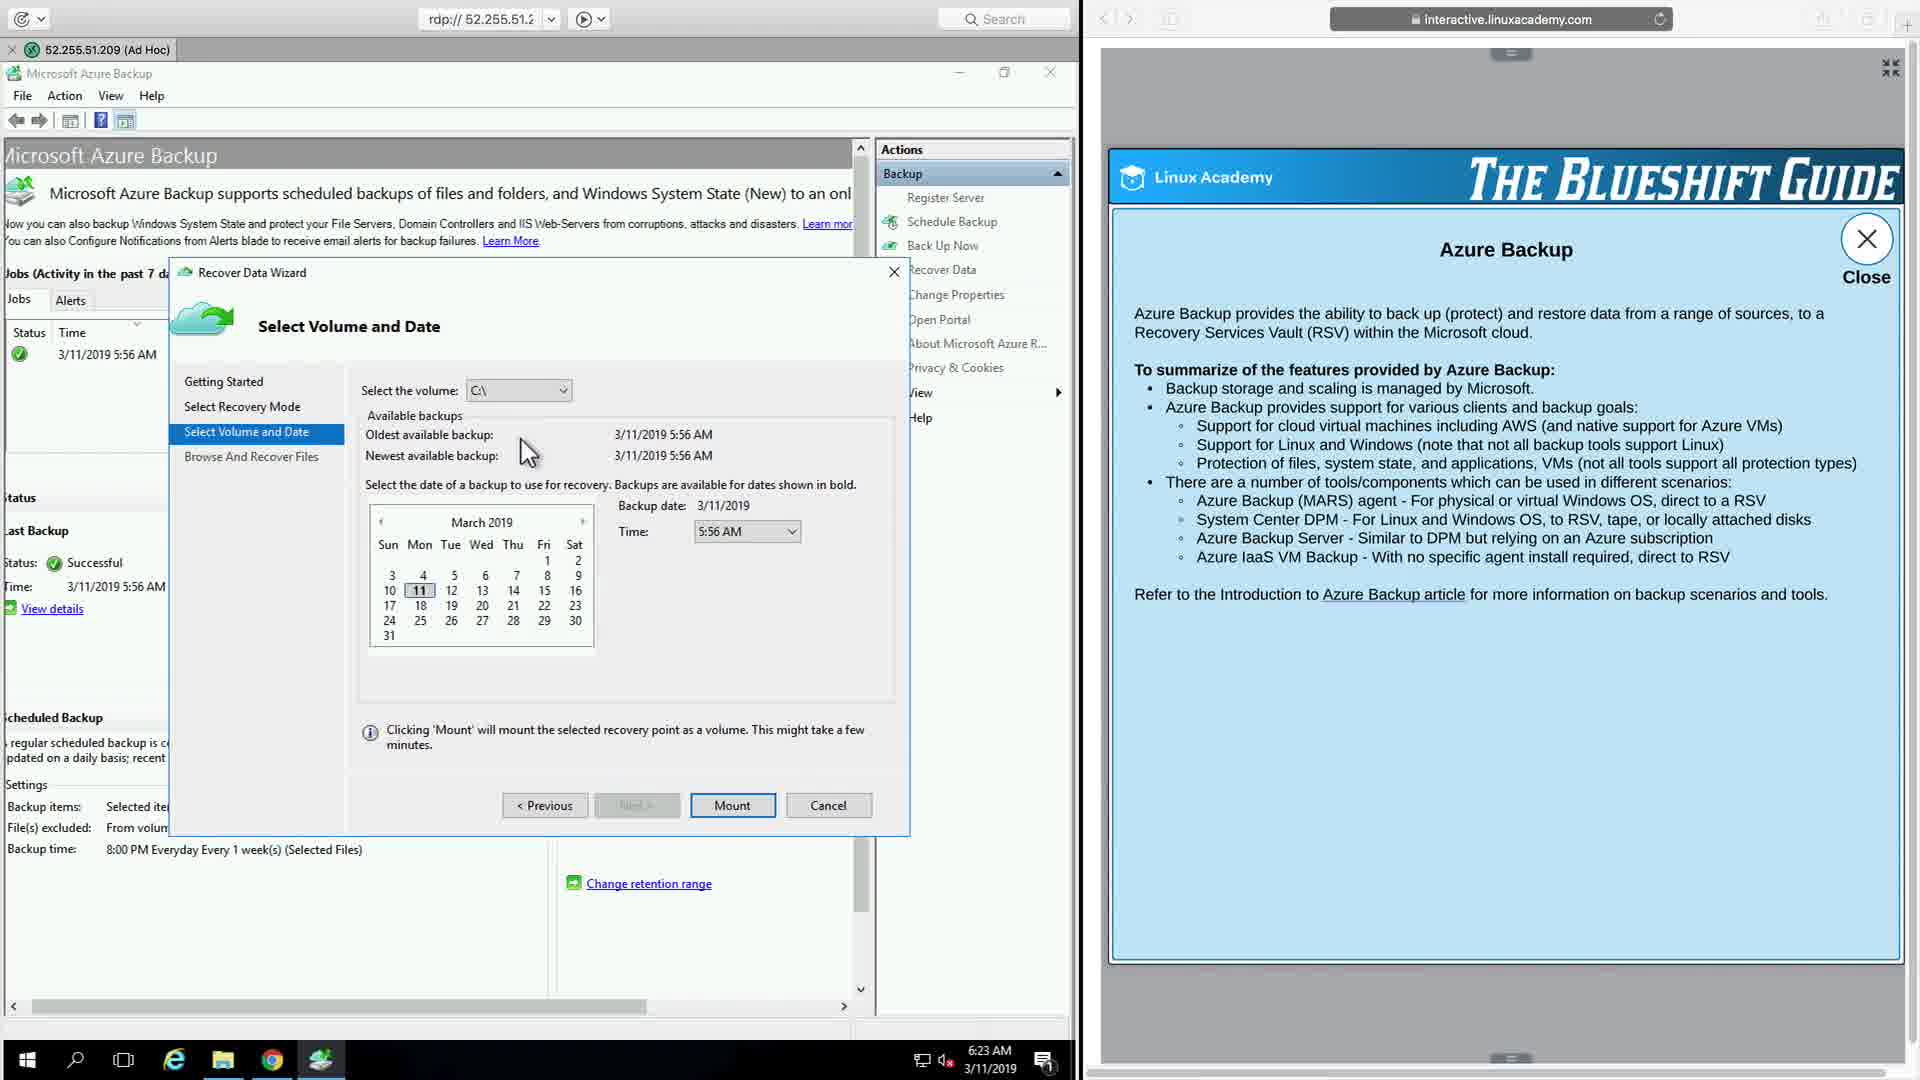 rdp:// 52.255.51.2
Search
interactive.linuxacademy.com
52.255.51.209 (Ad Hoc)
Microsoft Azure Backup
File Action View Help
Microsoft Azure Backup
Microsoft Azure Backup supports scheduled backups of files and folders, and Windows System State (New) to an onl
Now you can also backup Windows System State and protect your File Servers, Domain Controllers and IIS Web-Servers from corruptions, attacks and disasters. Learn mor
You can also Configure Notifications from Alerts blade to receive email alerts for backup failures. Learn More.
Jobs (Activity in the past 7 da
Jobs Alerts
Status Time
3/11/2019 5:56 AM
Status
Last Backup
Status: Successful
Time: 3/11/2019 5:56 AM
View details
Scheduled Backup
regular scheduled backup is co
pdated on a daily basis; recent
Settings
Backup items: Selected ite
File(s) excluded: From volum
Backup time: 8:00 PM Everyday Every 1 week(s) (Selected Files)
Change retention range
Actions
Backup
Register Server
Schedule Backup
Back Up Now
Recover Data
Change Properties
Open Portal
About Microsoft Azure R...
Privacy & Cookies
View
Help
Recover Data Wizard
Select Volume and Date
Getting Started
Select Recovery Mode
Select Volume and Date
Browse And Recover Files
Select the volume: C:\
Available backups
Oldest available backup: 3/11/2019 5:56 AM
Newest available backup: 3/11/2019 5:56 AM
Select the date of a backup to use for recovery. Backups are available for dates shown in bold.
Backup date: 3/11/2019
Time: 5:56 AM
March 2019
Sun Mon Tue Wed Thu Fri Sat
1 2
3 4 5 6 7 8 9
10 11 12 13 14 15 16
17 18 19 20 21 22 23
24 25 26 27 28 29 30
31
Clicking 'Mount' will mount the selected recovery point as a volume. This might take a few
minutes.
< Previous Next > Mount Cancel
6:23 AM
3/11/2019
1
Linux Academy
THE BLUESHIFT GUIDE
Azure Backup
Close
Azure Backup provides the ability to back up (protect) and restore data from a range of sources, to a
Recovery Services Vault (RSV) within the Microsoft cloud.
To summarize of the features provided by Azure Backup:
• Backup storage and scaling is managed by Microsoft.
• Azure Backup provides support for various clients and backup goals:
◦ Support for cloud virtual machines including AWS (and native support for Azure VMs)
◦ Support for Linux and Windows (note that not all backup tools support Linux)
◦ Protection of files, system state, and applications, VMs (not all tools support all protection types)
• There are a number of tools/components which can be used in different scenarios:
◦ Azure Backup (MARS) agent - For physical or virtual Windows OS, direct to a RSV
◦ System Center DPM - For Linux and Windows OS, to RSV, tape, or locally attached disks
◦ Azure Backup Server - Similar to DPM but relying on an Azure subscription
◦ Azure IaaS VM Backup - With no specific agent install required, direct to RSV
Refer to the Introduction to Azure Backup article for more information on backup scenarios and tools.